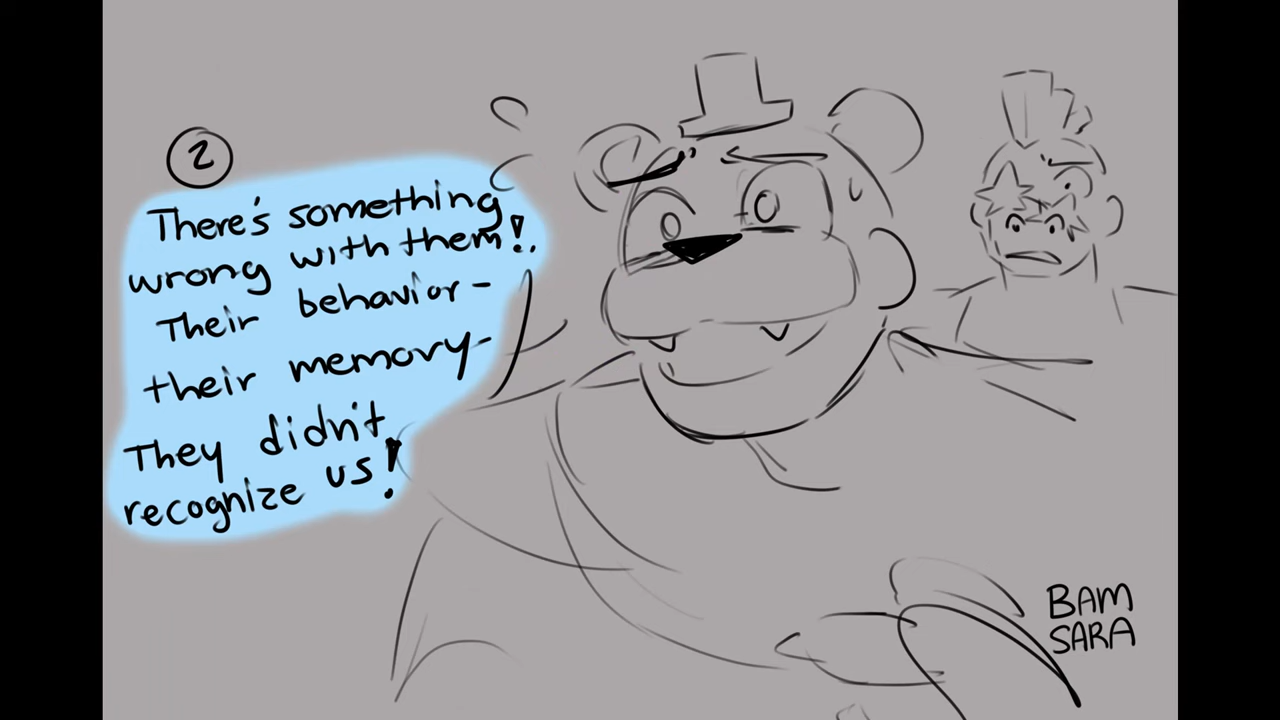 2
There's something
wrong with them!.
Their behavior-
their memory-
They didn't
recognize us!
BAM
SARA